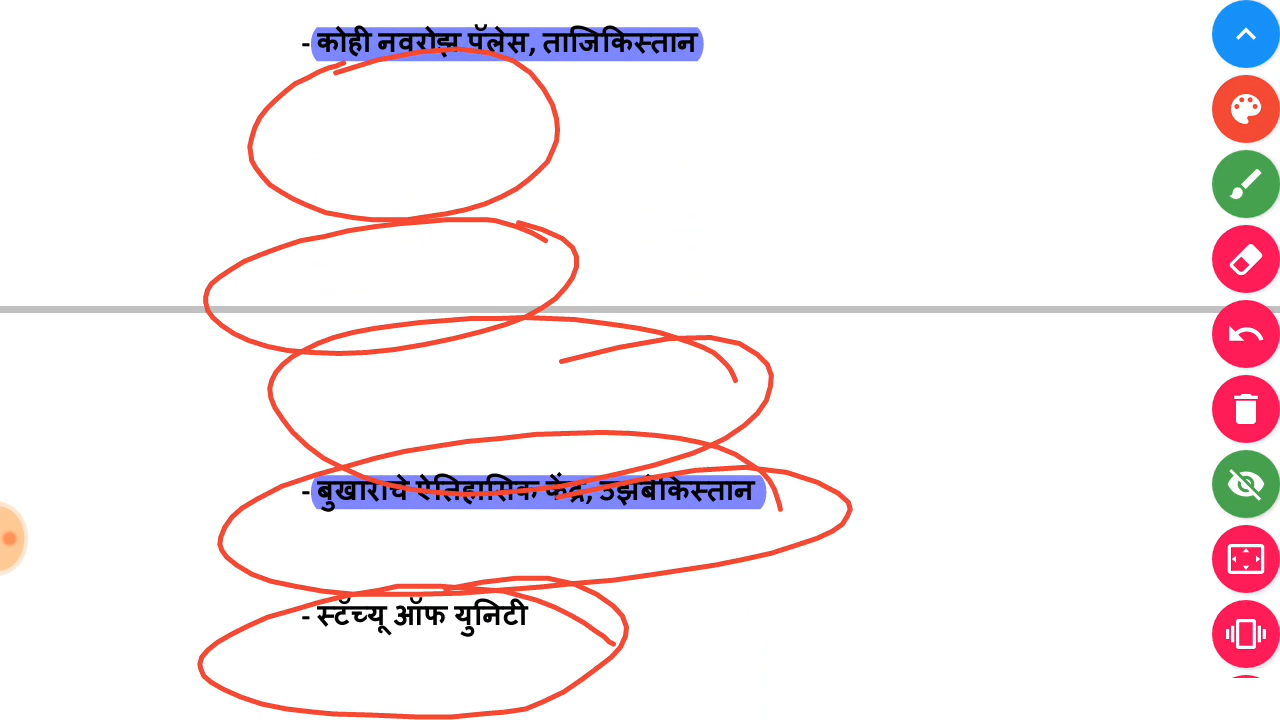 - कोही नवरोझ पॅलेस, ताजिकिस्तान
- बुखाराचे ऐतिहासिक केंद्र, उझबेकिस्तान
- स्टॅच्यू ऑफ युनिटी